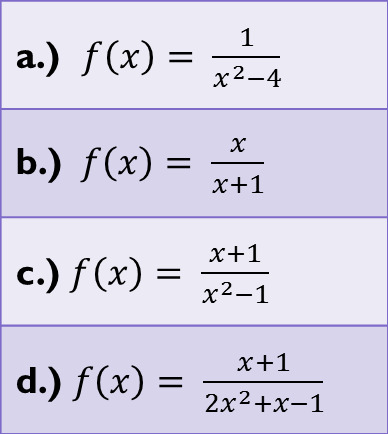 a.) f(x) = 1/(x²−4)
b.) f(x) = x/(x+1)
c.) f(x) = (x+1)/(x²−1)
d.) f(x) = (x+1)/(2x²+x−1)